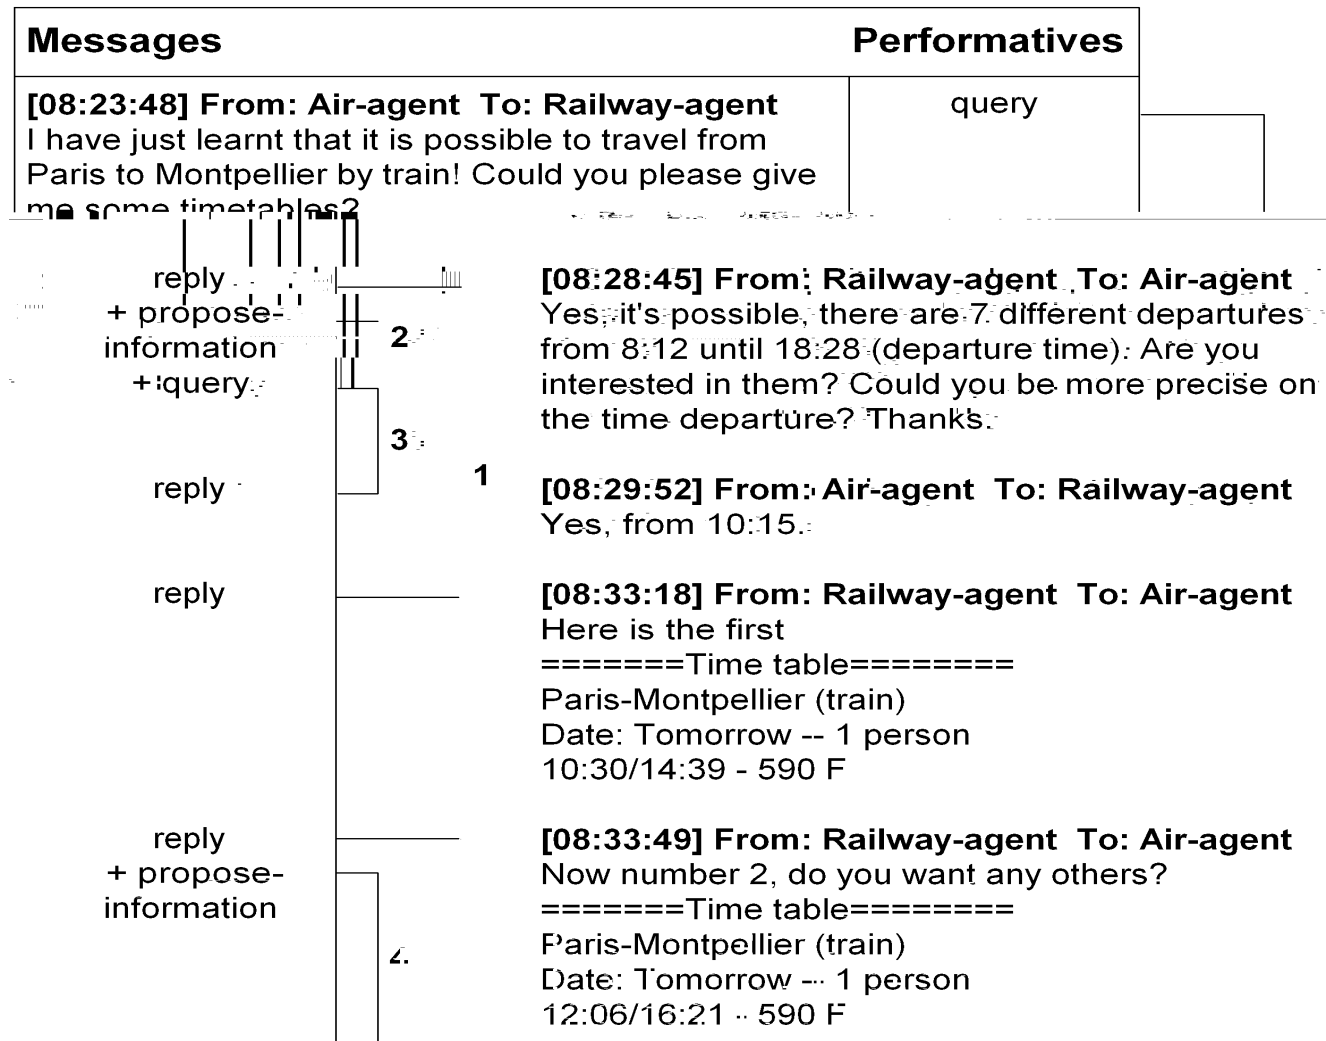 Messages Performatives
[08:23:48] From: Air-agent To: Railway-agent query
I have just learnt that it is possible to travel from
Paris to Montpellier by train! Could you please give
me some timetables?
reply [08:28:45] From: Railway-agent To: Air-agent
+ propose- Yes, it's possible, there are 7 different departures
information 2 from 8:12 until 18:28 (departure time). Are you
+ query interested in them? Could you be more precise on
the time departure? Thanks.
3
1
reply [08:29:52] From: Air-agent To: Railway-agent
Yes, from 10:15.
reply [08:33:18] From: Railway-agent To: Air-agent
Here is the first
=======Time table========
Paris-Montpellier (train)
Date: Tomorrow -- 1 person
10:30/14:39 - 590 F
reply [08:33:49] From: Railway-agent To: Air-agent
+ propose- Now number 2, do you want any others?
information =======Time table========
Paris-Montpellier (train)
Date: Tomorrow -- 1 person
12:06/16:21 - 590 F